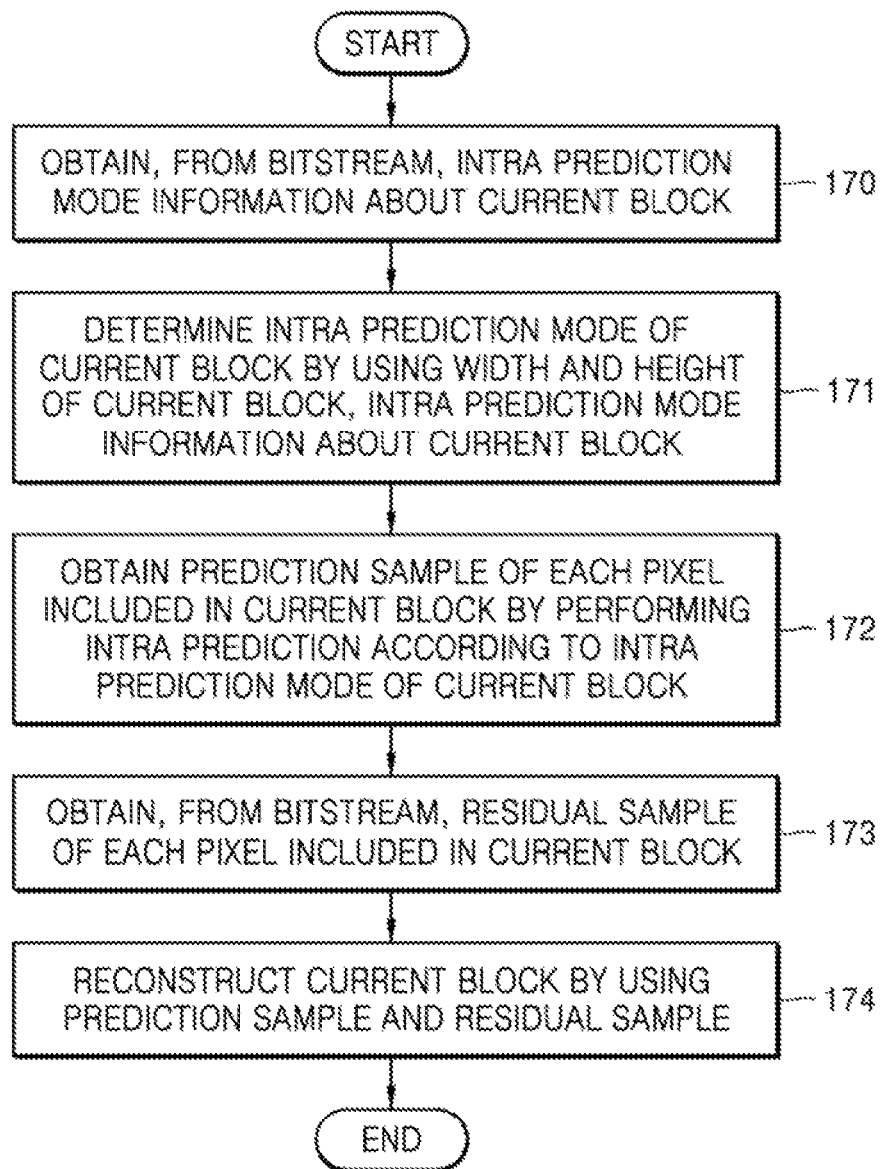 START
OBTAIN, FROM BITSTREAM, INTRA PREDICTION
MODE INFORMATION ABOUT CURRENT BLOCK
170
DETERMINE INTRA PREDICTION MODE OF
CURRENT BLOCK BY USING WIDTH AND HEIGHT
OF CURRENT BLOCK, INTRA PREDICTION MODE
INFORMATION ABOUT CURRENT BLOCK
171
OBTAIN PREDICTION SAMPLE OF EACH PIXEL
INCLUDED IN CURRENT BLOCK BY PERFORMING
INTRA PREDICTION ACCORDING TO INTRA
PREDICTION MODE OF CURRENT BLOCK
172
OBTAIN, FROM BITSTREAM, RESIDUAL SAMPLE
OF EACH PIXEL INCLUDED IN CURRENT BLOCK
173
RECONSTRUCT CURRENT BLOCK BY USING
PREDICTION SAMPLE AND RESIDUAL SAMPLE
174
END